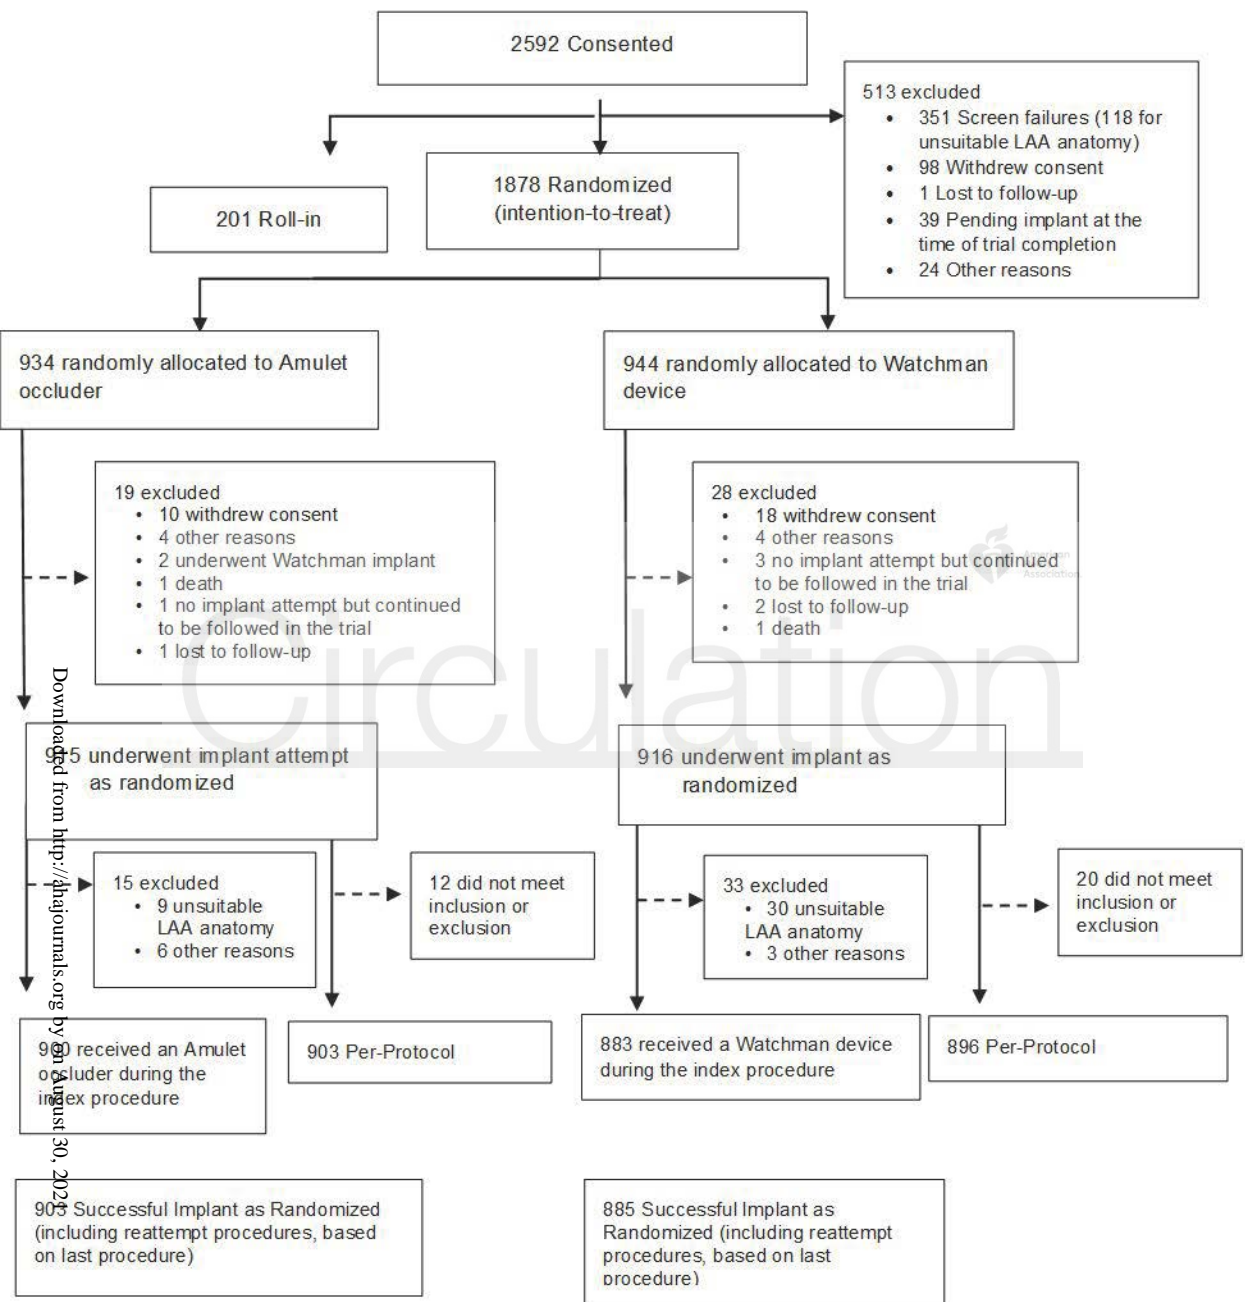 2592 Consented
513 excluded
• 351 Screen failures (118 for
unsuitable LAA anatomy)
• 98 Withdrew consent
• 1 Lost to follow-up
• 39 Pending implant at the
time of trial completion
• 24 Other reasons
201 Roll-in
1878 Randomized
(intention-to-treat)
934 randomly allocated to Amulet
occluder
944 randomly allocated to Watchman
device
19 excluded
• 10 withdrew consent
• 4 other reasons
• 2 underwent Watchman implant
• 1 death
• 1 no implant attempt but continued
to be followed in the trial
• 1 lost to follow-up
28 excluded
• 18 withdrew consent
• 4 other reasons
• 3 no implant attempt but continued
to be followed in the trial
• 2 lost to follow-up
• 1 death
American
Association
Circulation
915 underwent implant attempt
as randomized
916 underwent implant as
randomized
15 excluded
• 9 unsuitable
LAA anatomy
• 6 other reasons
12 did not meet
inclusion or
exclusion
33 excluded
• 30 unsuitable
LAA anatomy
• 3 other reasons
20 did not meet
inclusion or
exclusion
900 received an Amulet
occluder during the
index procedure
903 Per-Protocol
883 received a Watchman device
during the index procedure
896 Per-Protocol
903 Successful Implant as Randomized
(including reattempt procedures, based
on last procedure)
885 Successful Implant as
Randomized (including reattempt
procedures, based on last
procedure)
Downloaded from http://ahajournals.org by on August 30, 2021